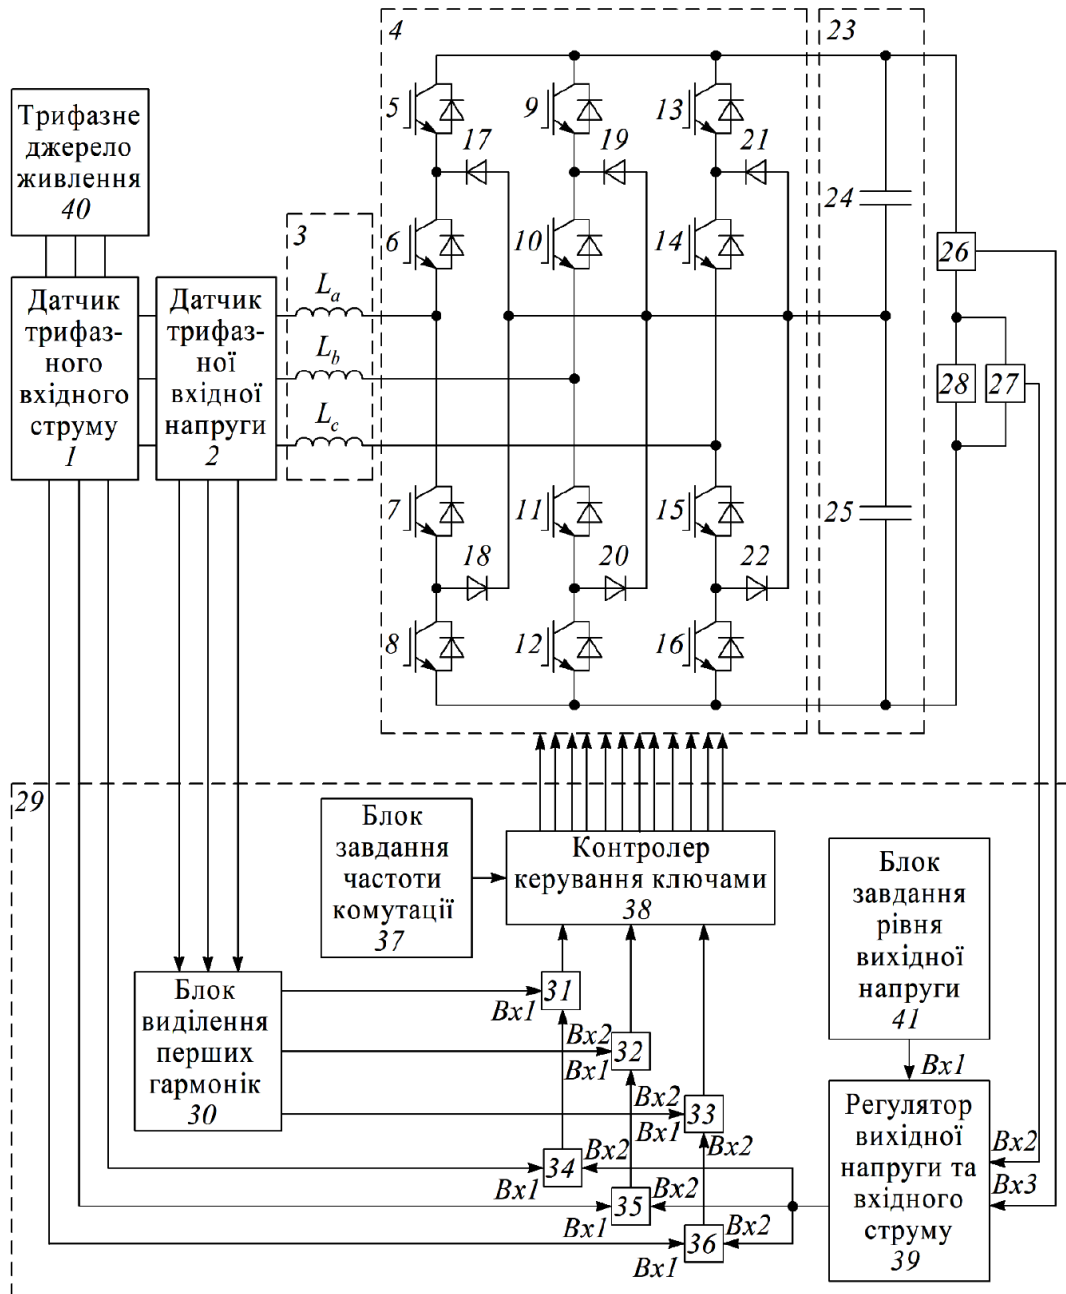 4
23
Трифазне
джерело
живлення
40
5
9
13
17
19
21
3
6
10
14
24
26
Датчик
трифаз-
ного
вхідного
струму
1
Датчик
трифаз-
ної
вхідної
напруги
2
La
Lb
Lc
28
27
7
11
15
25
18
20
22
8
12
16
29
Блок
завдання
частоти
комутації
37
Контролер
керування ключами
38
Блок
завдання
рівня
вихідної
напруги
41
Блок
виділення
перших
гармонік
30
31
Вх1
Вх2
32
Вх1
Вх2
33
Вх1
Вх2
Вх1
Регулятор
вихідної
напруги та
вхідного
струму
39
Вх2
Вх3
34
Вх2
Вх1
35
Вх2
Вх1
36
Вх2
Вх1